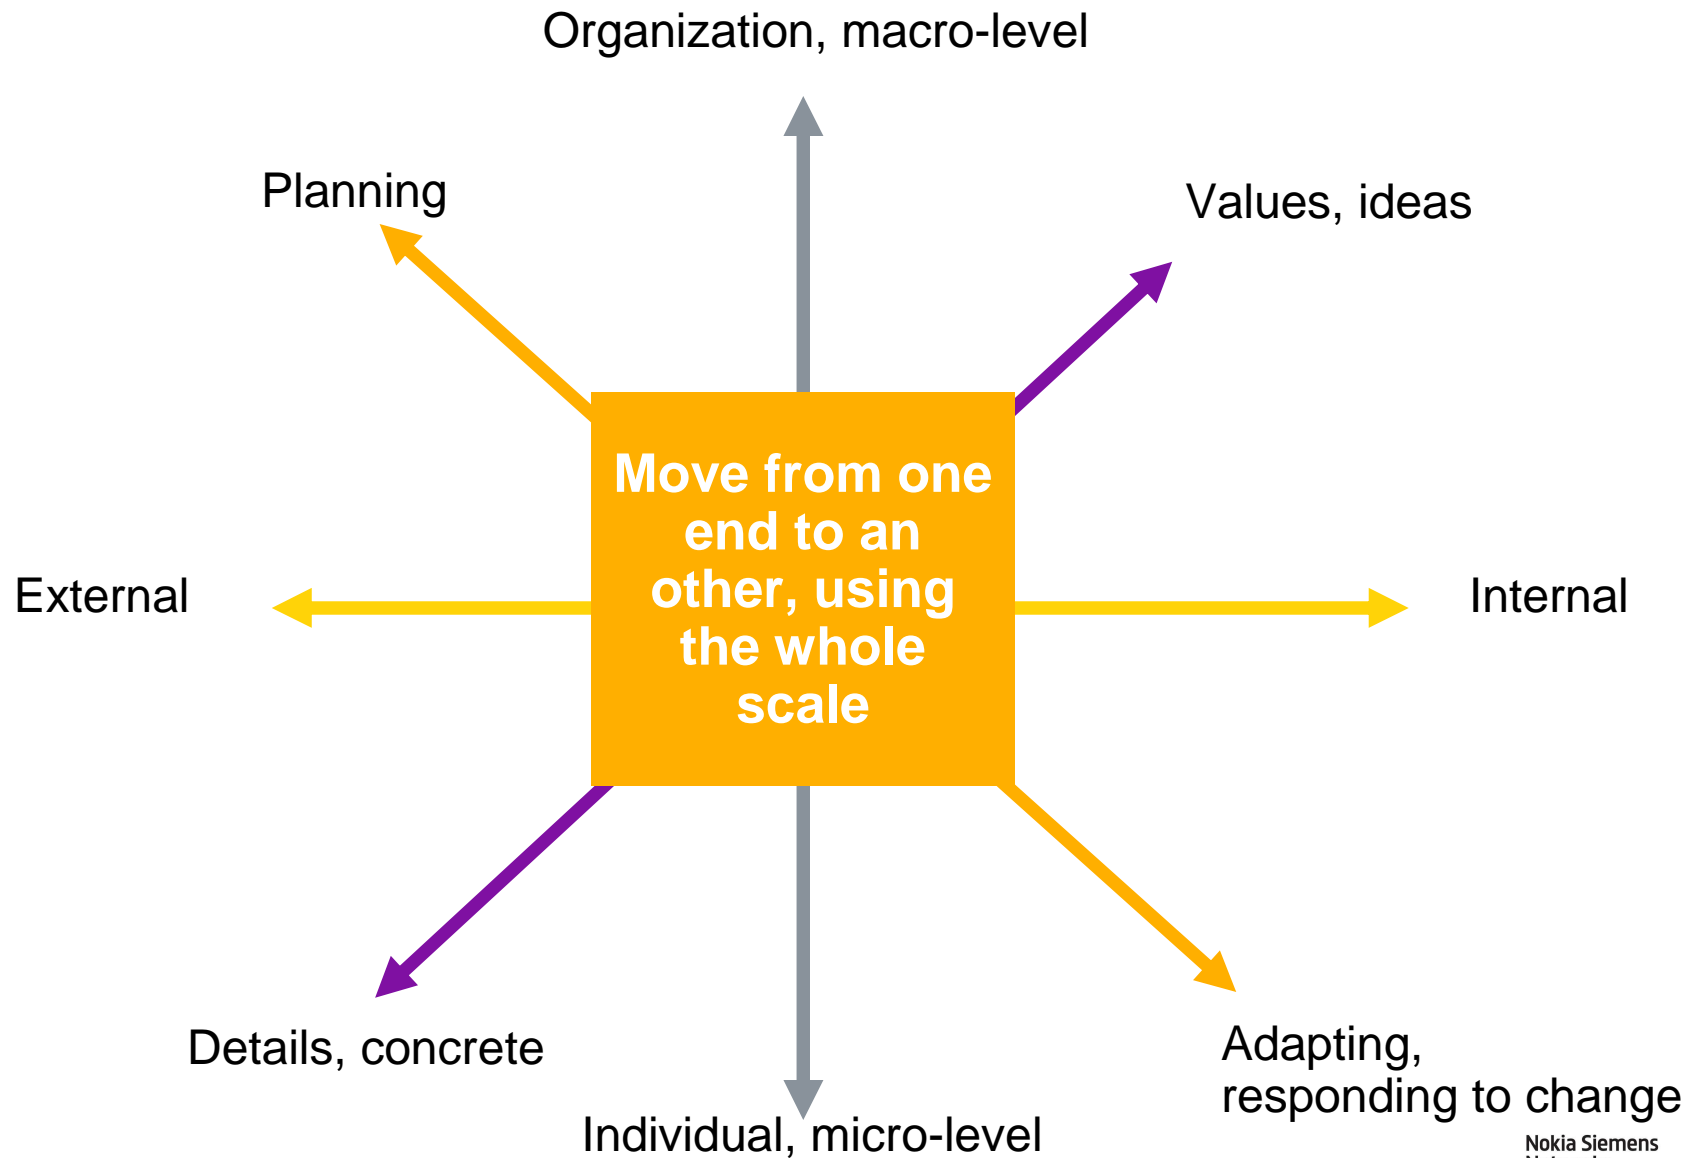 Organization, macro-level
Planning
Values, ideas
Move from one
end to an
other, using
the whole
scale
External
Internal
Details, concrete
Adapting,
responding to change
Individual, micro-level
Nokia Siemens